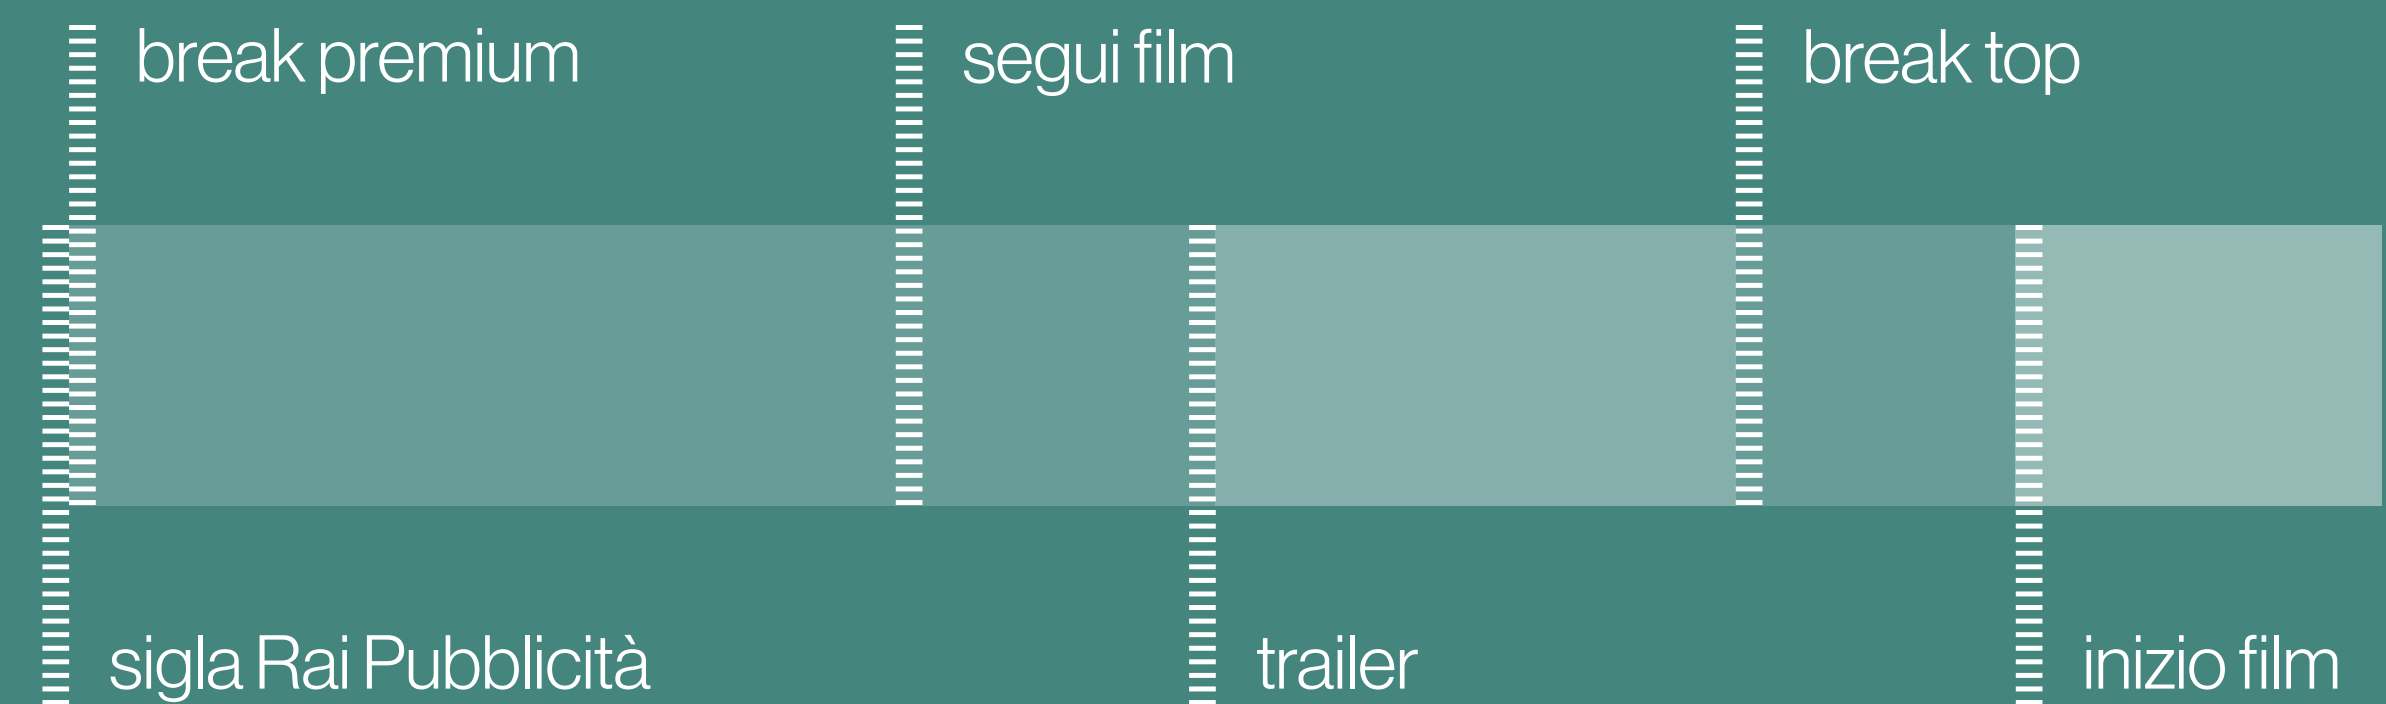 break premium
segui film
break top
sigla Rai Pubblicità
trailer
inizio film